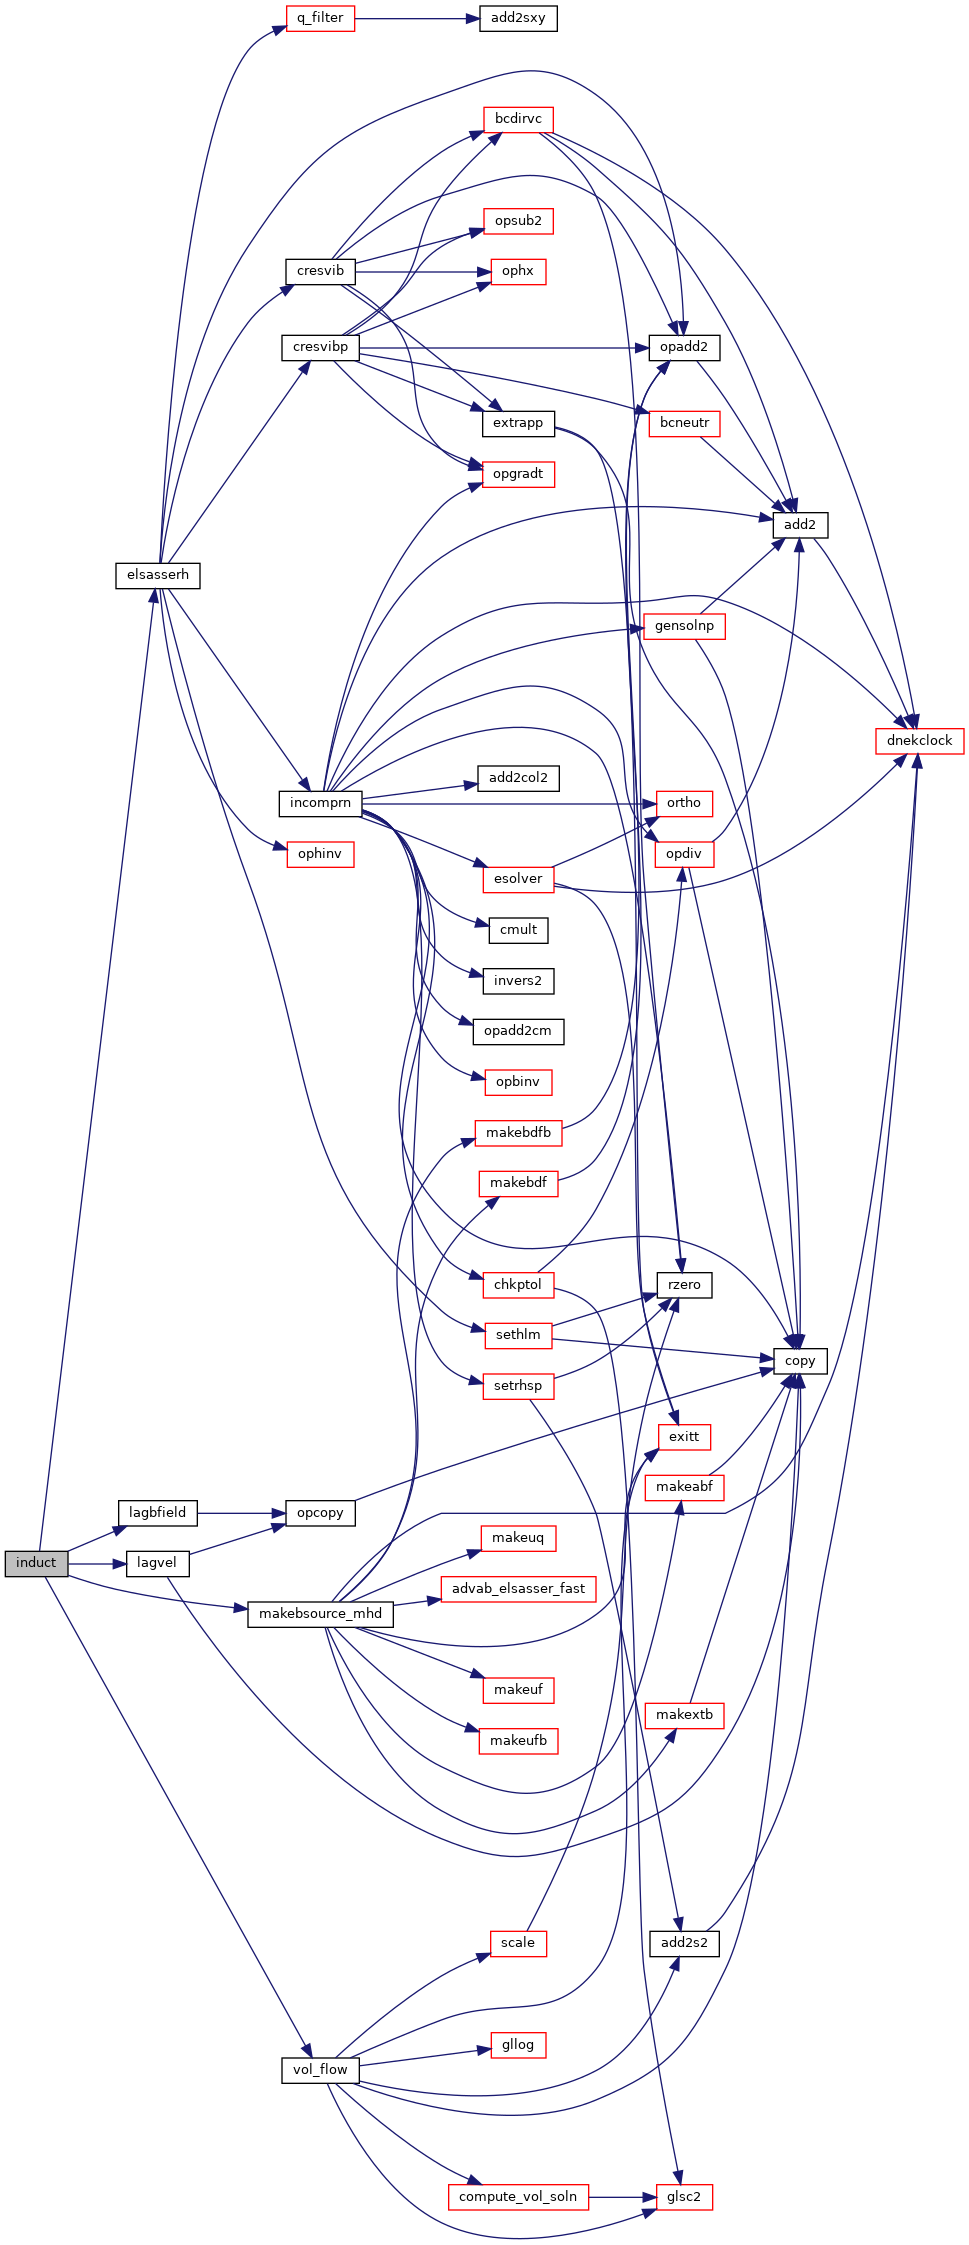 q_filter
add2sxy
bcdirvc
opsub2
cresvib
ophx
cresvibp
opadd2
extrapp
bcneutr
opgradt
add2
elsasserh
gensolnp
dnekclock
add2col2
incomprn
ortho
ophinv
opdiv
esolver
cmult
invers2
opadd2cm
opbinv
makebdfb
makebdf
chkptol
rzero
sethlm
copy
setrhsp
exitt
makeabf
lagbfield
opcopy
makeuq
induct
lagvel
advab_elsasser_fast
makebsource_mhd
makeuf
makextb
makeufb
scale
add2s2
gllog
vol_flow
compute_vol_soln
glsc2